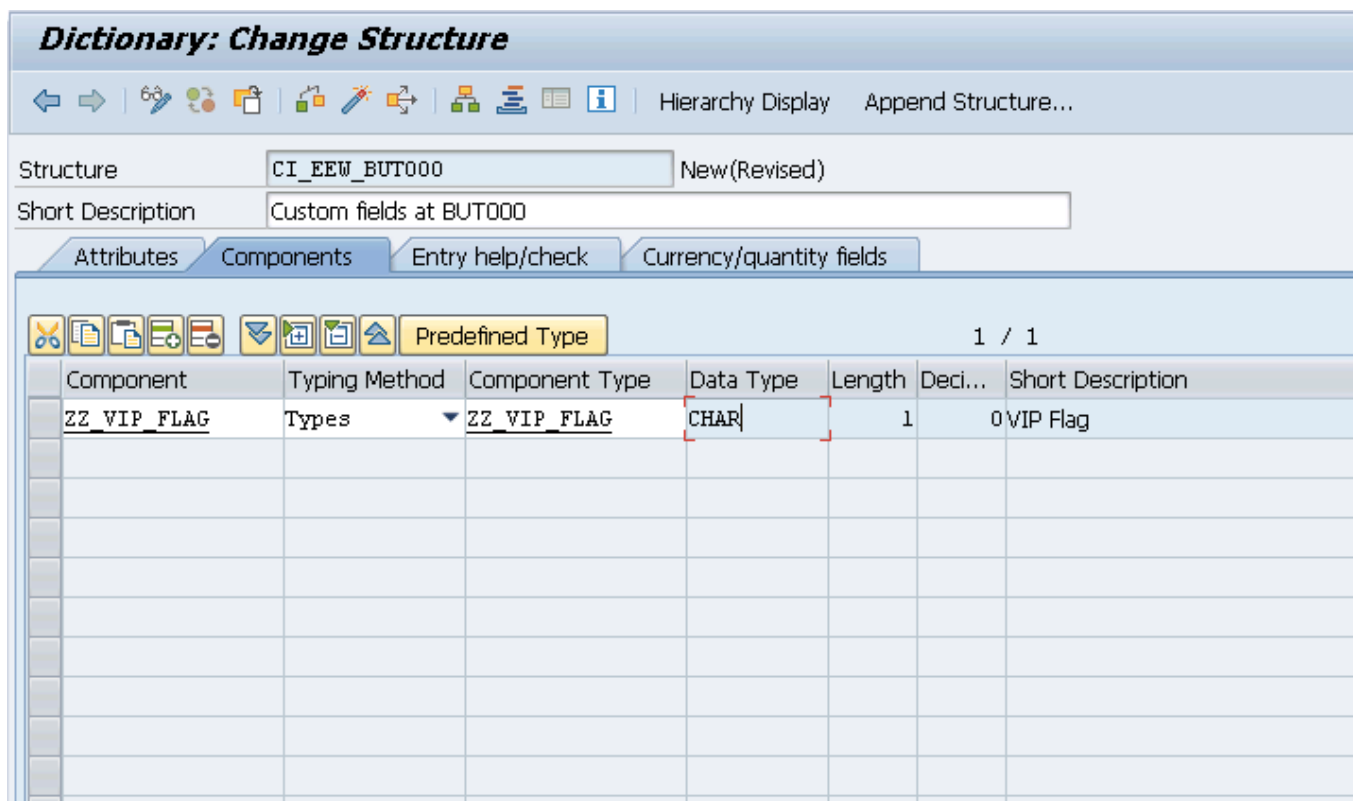 Dictionary: Change Structure
Hierarchy Display Append Structure...
Structure CI_EEW_BUT000 New(Revised)
Short Description Custom fields at BUT000
Attributes Components Entry help/check Currency/quantity fields
Predefined Type 1 / 1
Component Typing Method Component Type Data Type Length Deci... Short Description
ZZ_VIP_FLAG Types ZZ_VIP_FLAG CHAR 1 0 VIP Flag